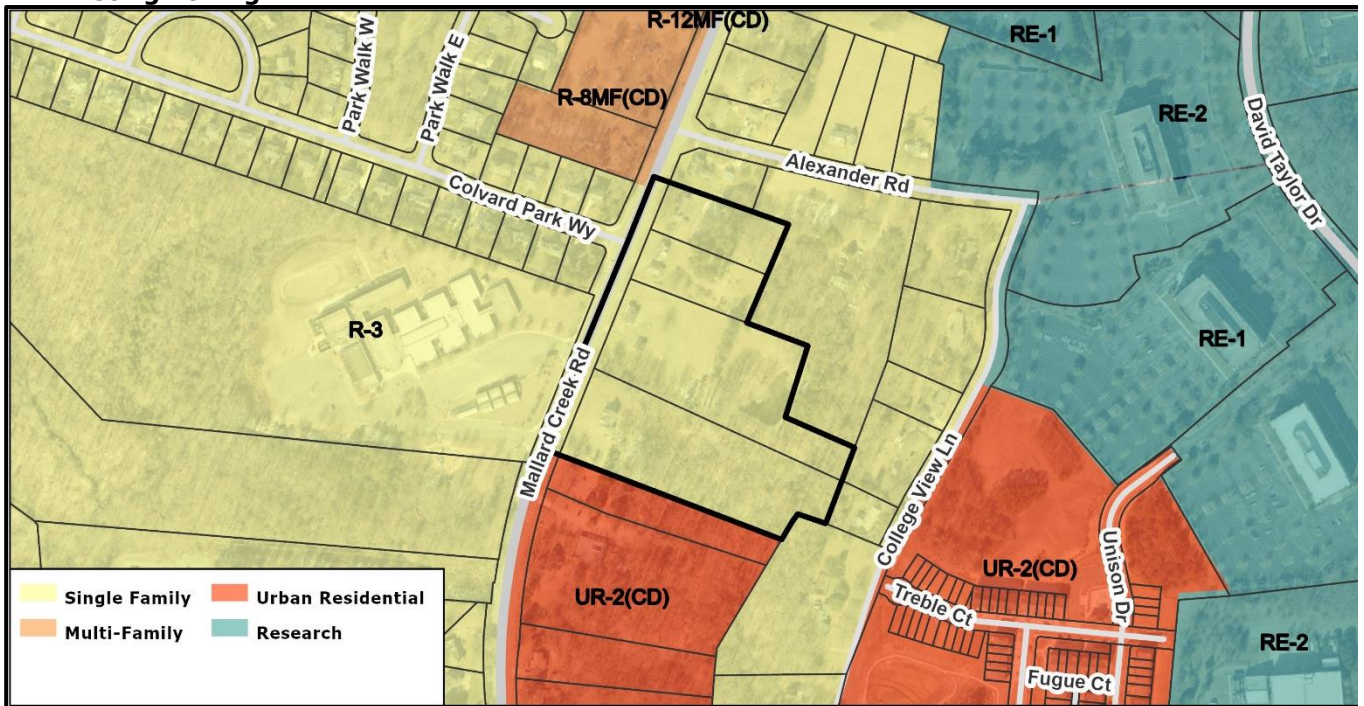 R-12MF(CD)
RE-1
Park Walk W
Park Walk E
R-8MF(CD)
RE-2
David Taylor Dr
Alexander Rd
Colvard Park Wy
R-3
RE-1
Mallard Creek Rd
College View Ln
Unison Dr
UR-2(CD)
UR-2(CD)
Treble Ct
RE-2
Fugue Ct
Single Family
Urban Residential
Multi-Family
Research